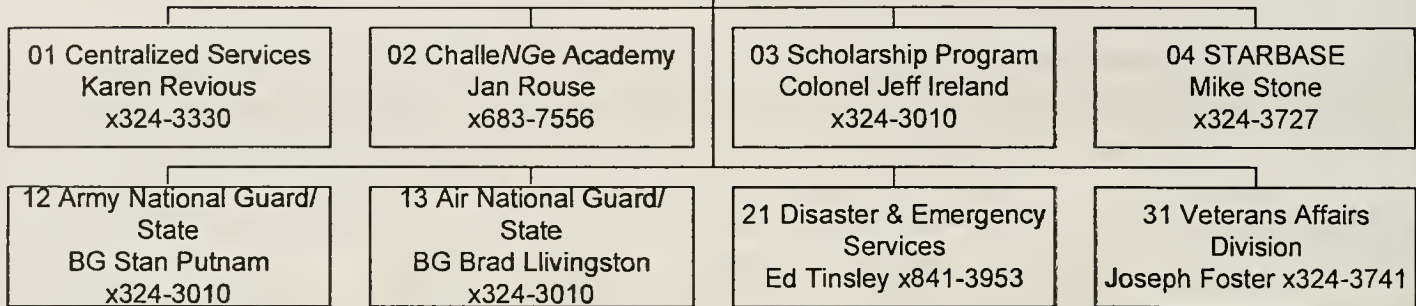 01 Centralized Services
Karen Revious
x324-3330
02 ChalleNGe Academy
Jan Rouse
x683-7556
03 Scholarship Program
Colonel Jeff Ireland
x324-3010
04 STARBASE
Mike Stone
x324-3727
12 Army National Guard/
State
BG Stan Putnam
x324-3010
13 Air National Guard/
State
BG Brad Llivingston
x324-3010
21 Disaster & Emergency
Services
Ed Tinsley x841-3953
31 Veterans Affairs
Division
Joseph Foster x324-3741